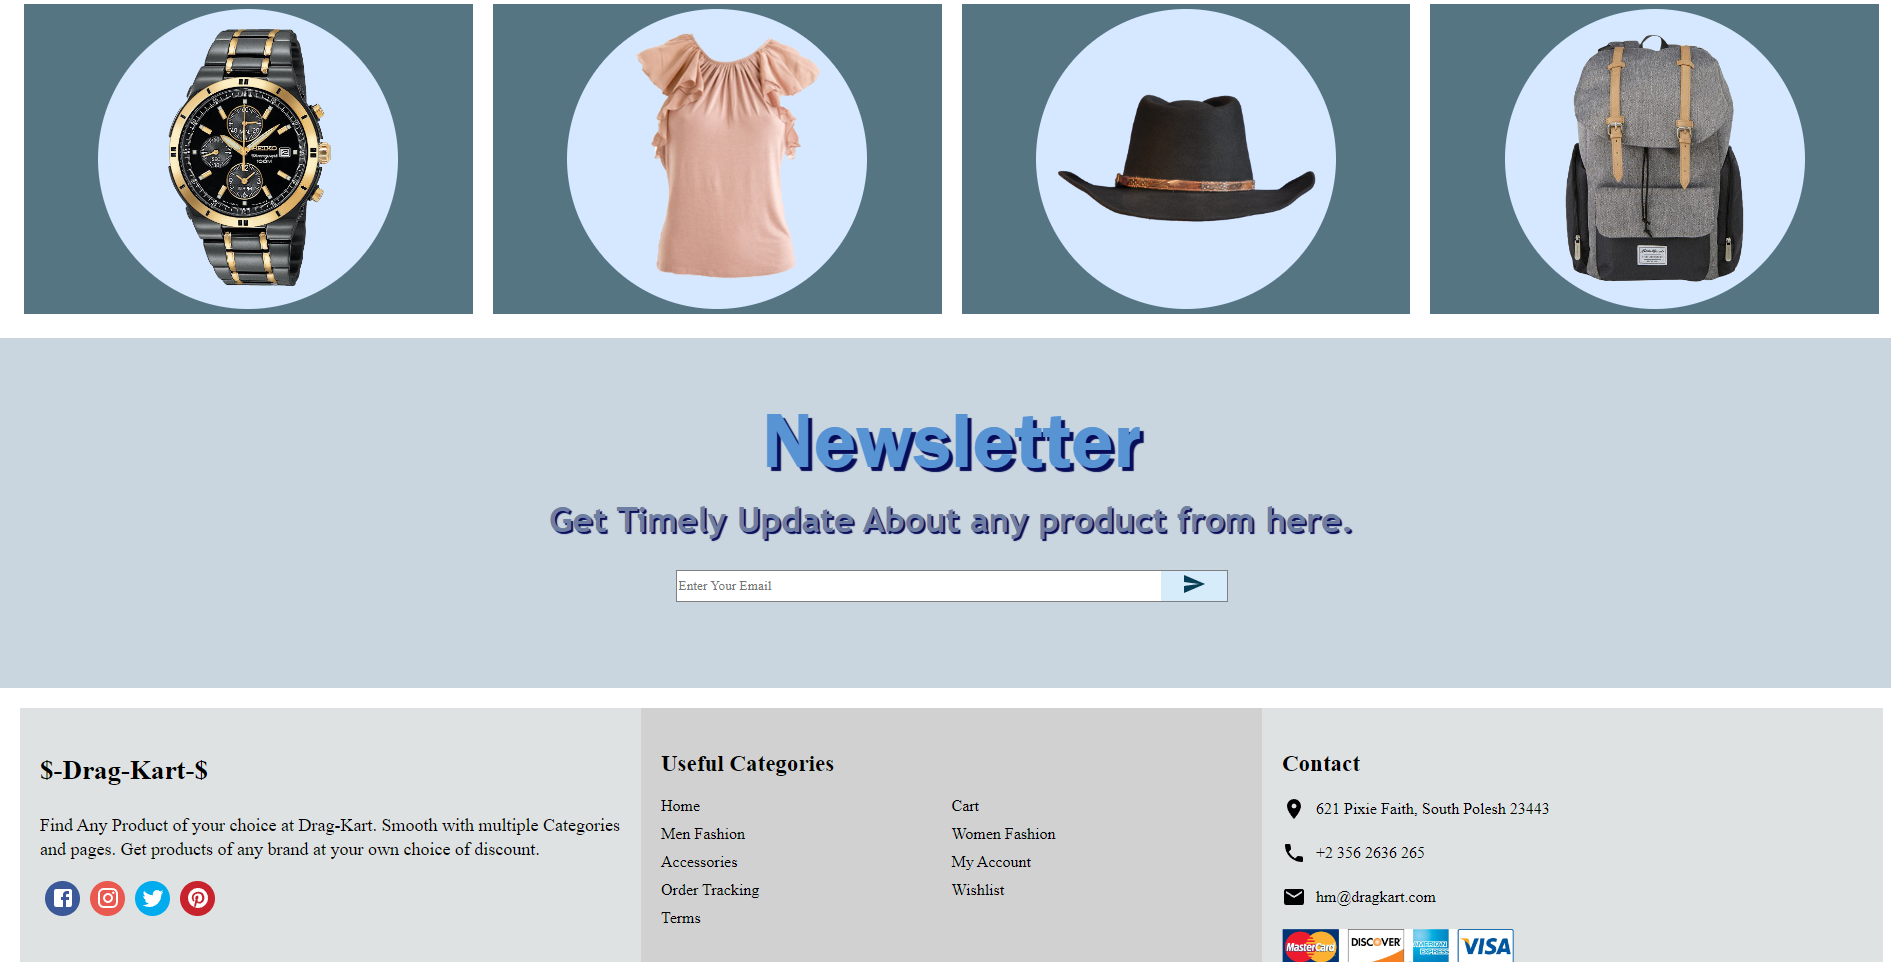 SEIKO
100M
Newsletter
Get Timely Update About any product from here.
Enter Your Email
$-Drag-Kart-$
Find Any Product of your choice at Drag-Kart. Smooth with multiple Categories
and pages. Get products of any brand at your own choice of discount.
Useful Categories
Home
Cart
Men Fashion
Women Fashion
Accessories
My Account
Order Tracking
Wishlist
Terms
Contact
621 Pixie Faith, South Polesh 23443
+2 356 2636 265
hm@dragkart.com
MasterCard
DISCOVER
AMERICAN EXPRESS
VISA